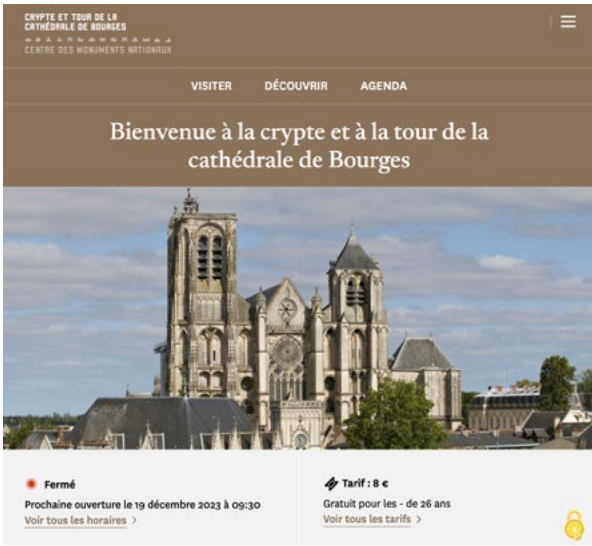 CRYPTE ET TOUR DE LA
CATHÉDRALE DE BOURGES
CENTRE DES MONUMENTS NATIONAUX
VISITER DÉCOUVRIR AGENDA
Bienvenue à la crypte et à la tour de la
cathédrale de Bourges
Fermé
Prochaine ouverture le 19 décembre 2023 à 09:30
Voir tous les horaires >
Tarif : 8 €
Gratuit pour les - de 26 ans
Voir tous les tarifs >